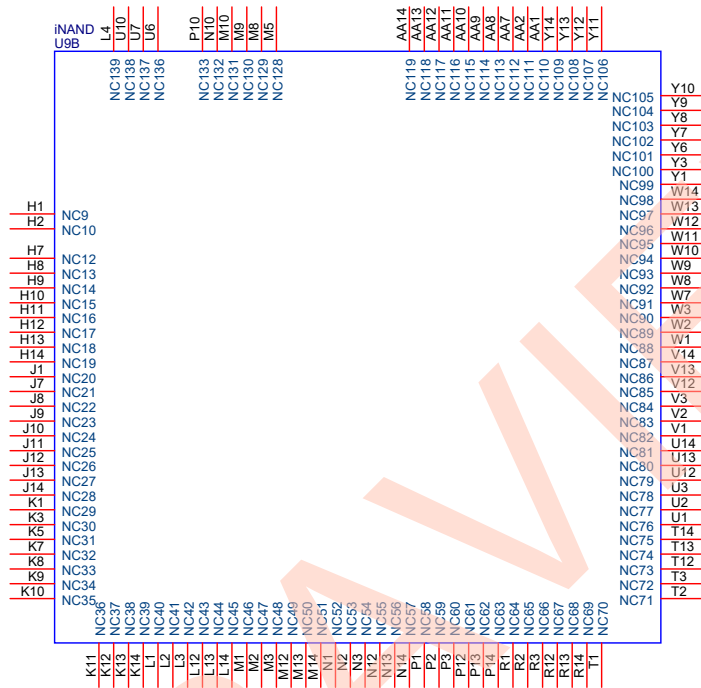 iNAND
U9B
L4
U10
U7
U6
P10
N10
M10
M9
M8
M5
AA14
AA13
AA12
AA11
AA10
AA9
AA8
AA7
AA2
AA1
Y14
Y13
Y12
Y11
NC139
NC138
NC137
NC136
NC133
NC132
NC131
NC130
NC129
NC128
NC119
NC118
NC117
NC116
NC115
NC114
NC113
NC112
NC111
NC110
NC109
NC108
NC107
NC106
H1 NC9
H2 NC10
H7 NC12
H8 NC13
H9 NC14
H10 NC15
H11 NC16
H12 NC17
H13 NC18
H14 NC19
J1 NC20
J7 NC21
J8 NC22
J9 NC23
J10 NC24
J11 NC25
J12 NC26
J13 NC27
J14 NC28
K1 NC29
K3 NC30
K5 NC31
K7 NC32
K8 NC33
K9 NC34
K10 NC35
NC105 Y10
NC104 Y9
NC103 Y8
NC102 Y7
NC101 Y6
NC100 Y3
NC99 Y1
NC98 W14
NC97 W13
NC96 W12
NC95 W11
NC94 W10
NC93 W9
NC92 W8
NC91 W7
NC90 W3
NC89 W2
NC88 W1
NC87 V14
NC86 V13
NC85 V12
NC84 V3
NC83 V2
NC82 V1
NC81 U14
NC80 U13
NC79 U12
NC78 U3
NC77 U2
NC76 U1
NC75 T14
NC74 T13
NC73 T12
NC72 T3
NC71 T2
NC36
NC37
NC38
NC39
NC40
NC41
NC42
NC43
NC44
NC45
NC46
NC47
NC48
NC49
NC50
NC51
NC52
NC53
NC54
NC55
NC56
NC57
NC58
NC59
NC60
NC61
NC62
NC63
NC64
NC65
NC66
NC67
NC68
NC69
NC70
K11
K12
K13
K14
L1
L2
L3
L12
L13
L14
M1
M2
M3
M12
M13
M14
N1
N2
N3
N12
N13
N14
P1
P2
P3
P12
P13
P14
R1
R2
R3
R12
R13
R14
T1